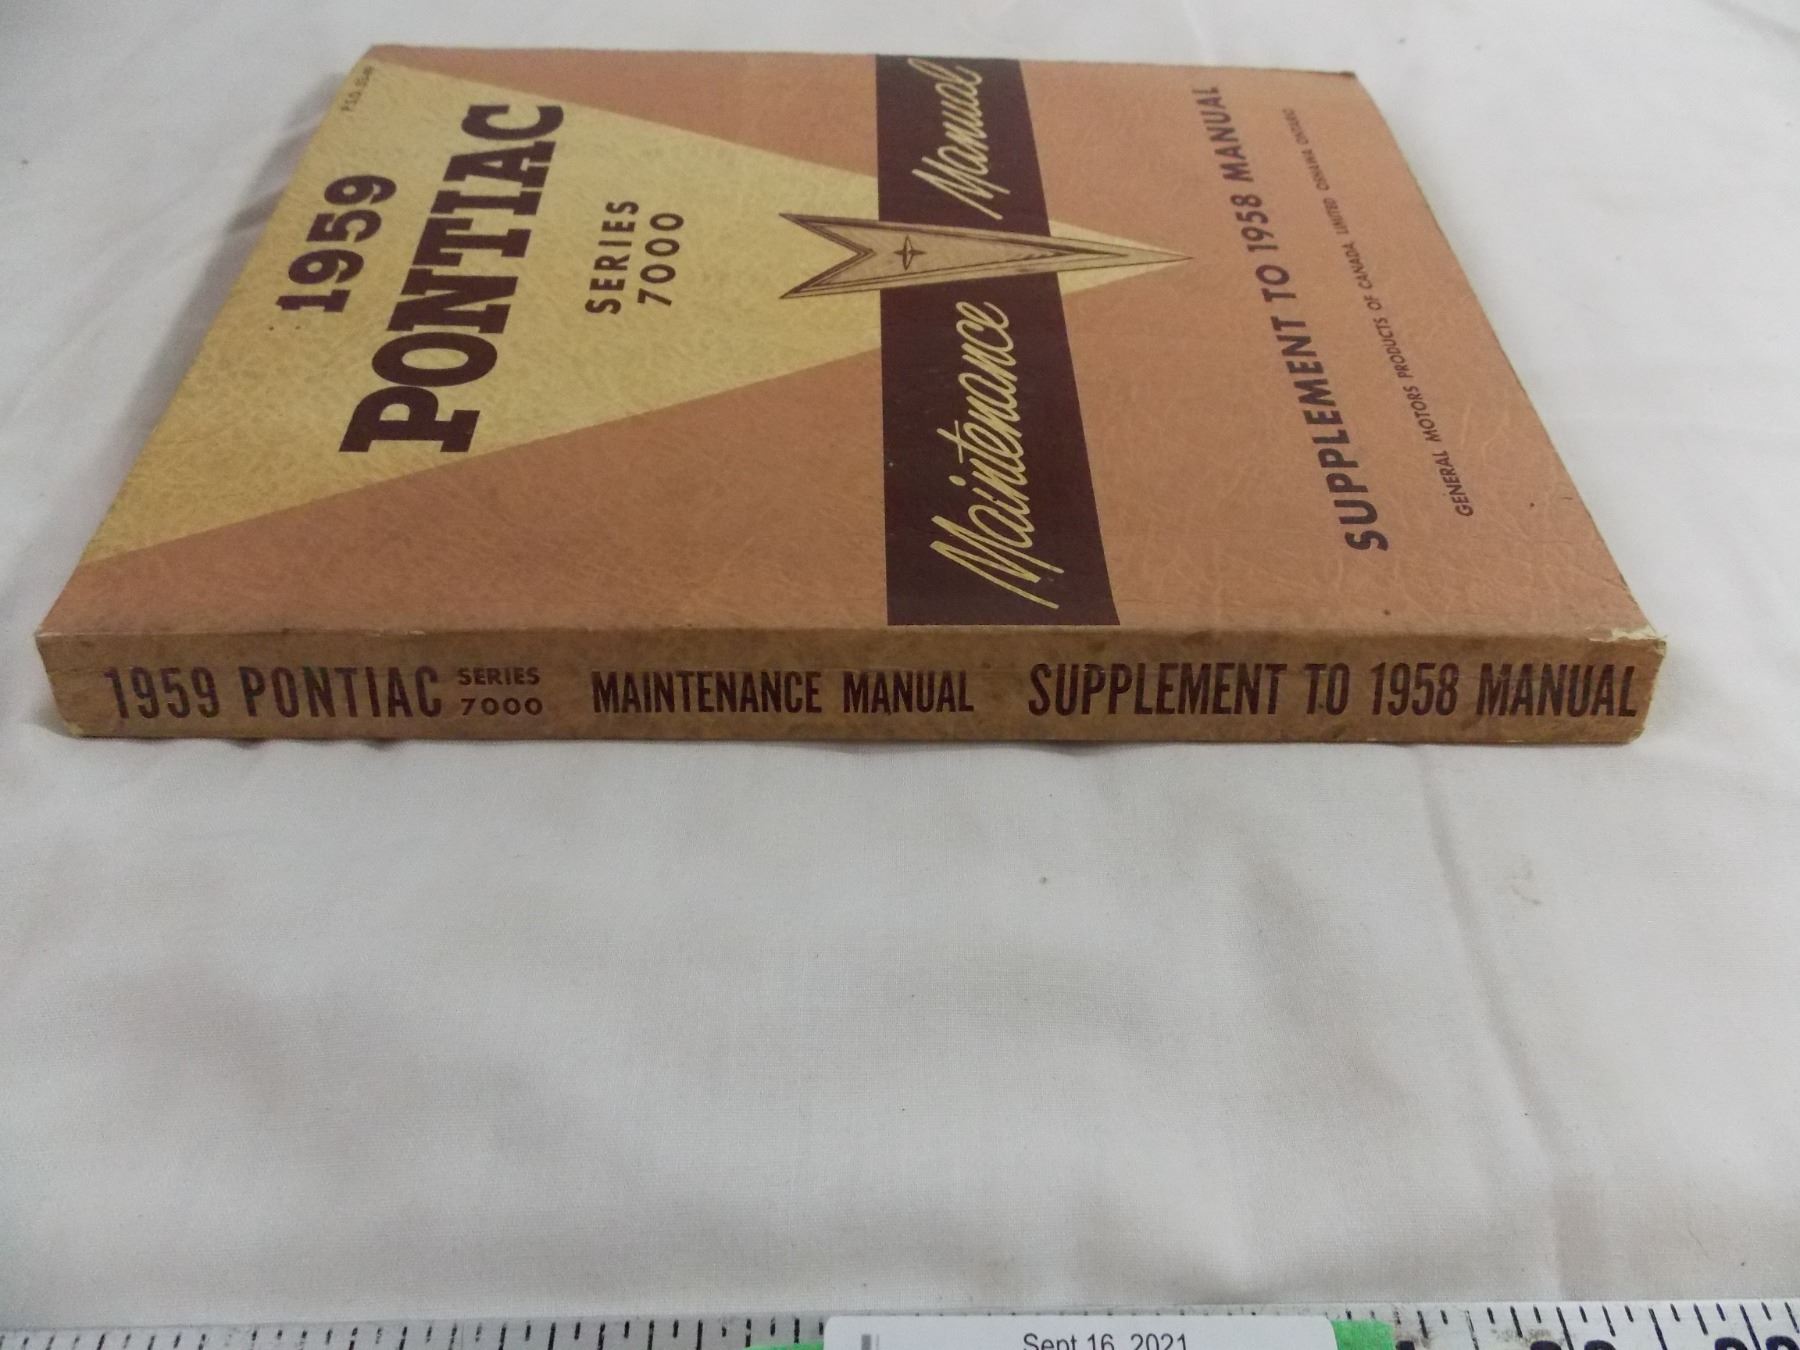 1959
PONTIAC
SERIES
7000
Maintenance Manual
SUPPLEMENT TO 1958 MANUAL
GENERAL MOTORS PRODUCTS OF CANADA LIMITED OSHAWA ONTARIO
1959 PONTIAC SERIES 7000 MAINTENANCE MANUAL SUPPLEMENT TO 1958 MANUAL
Sept 16, 2021